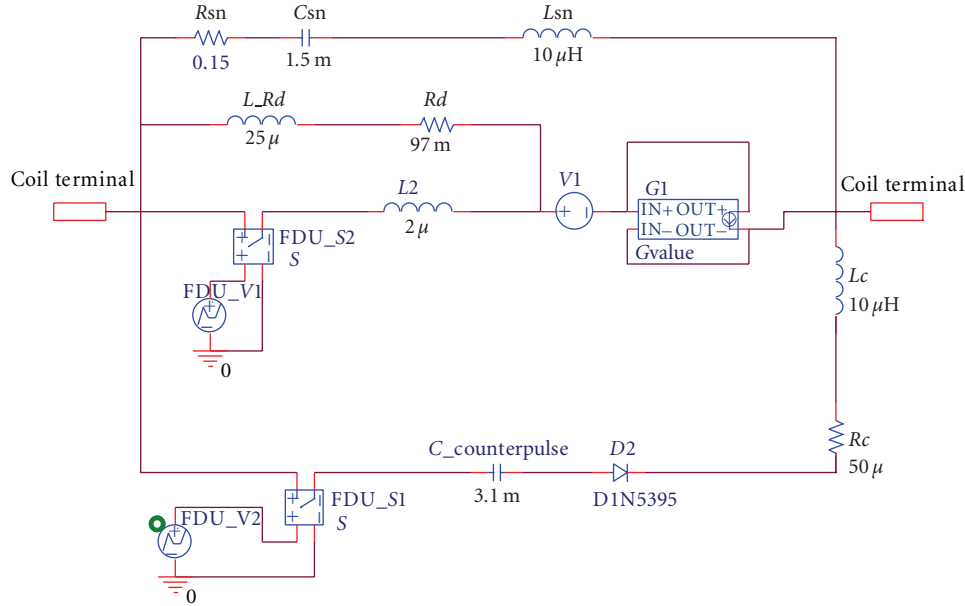 Rsn
Csn
Lsn
0.15
1.5 m
10 μH
L_Rd
Rd
25 μ
97 m
Coil terminal
L2
V1
G1
Coil terminal
2 μ
IN+ OUT+
IN− OUT−
FDU_S2
S
Gvalue
Lc
10 μH
FDU_V1
0
C_counterpulse
D2
Rc
50 μ
3.1 m
D1N5395
FDU_S1
S
FDU_V2
0